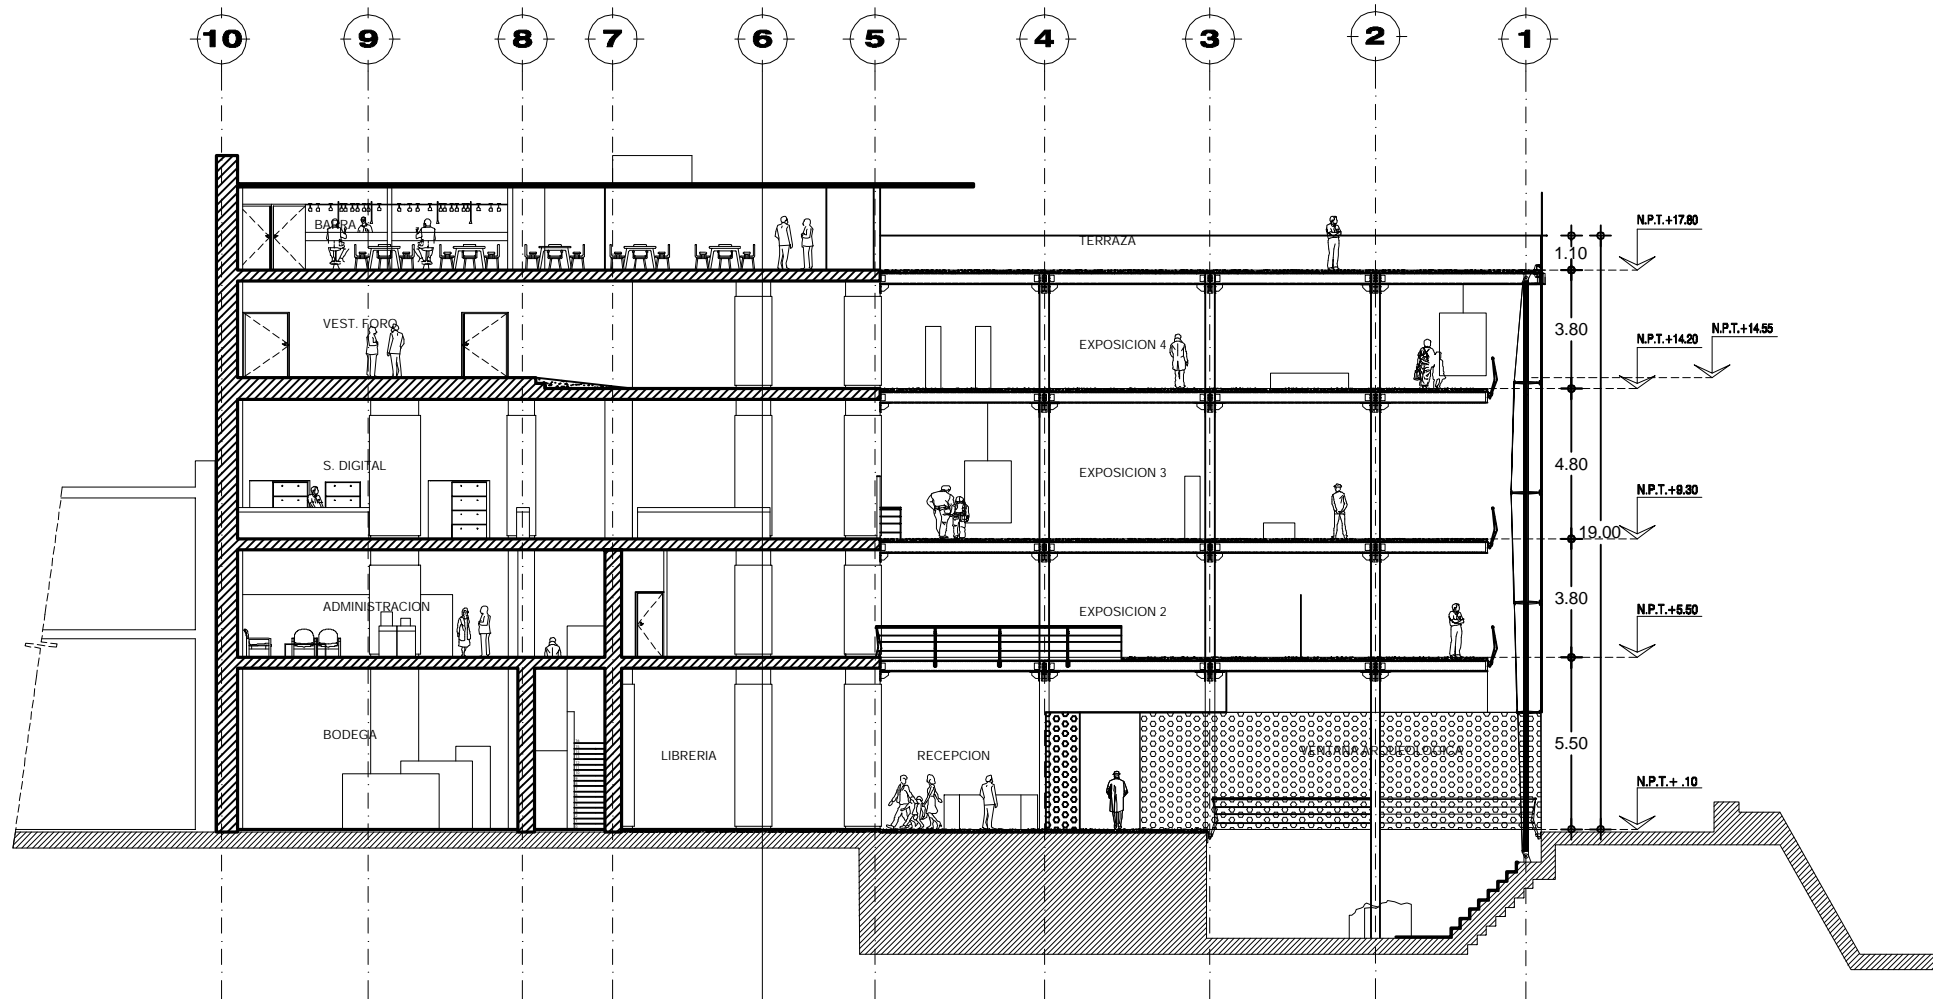 10 9 8 7 6 5 4 3 2 1
N.P.T.+17.80
BARRA
TERRAZA
1.10
VEST. FORO
3.80
N.P.T.+14.55
N.P.T.+14.20
EXPOSICION 4
S. DIGITAL
EXPOSICION 3
4.80
N.P.T.+9.30
19.00
ADMINISTRACION
EXPOSICION 2
3.80
N.P.T.+5.50
BODEGA
LIBRERIA
RECEPCION
VENTANA ARQUEOLOGICA
5.50
N.P.T.+ .10